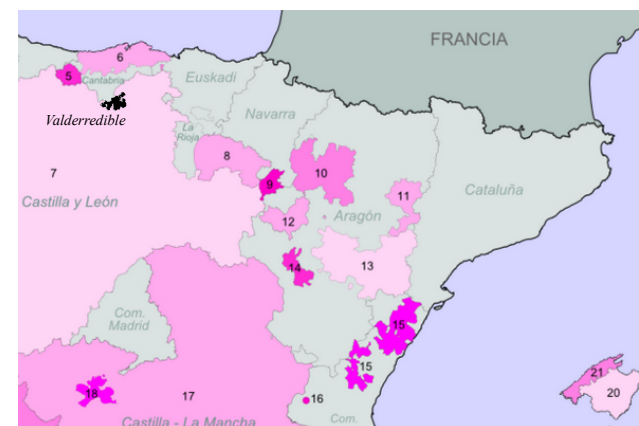 FRANCIA
6
5
Cantabria
Euskadi
Valderredible
Navarra
La
Rioja
8
7
10
9
Cataluña
11
Castilla y León
Aragón
12
13
14
Com.
Madrid
15
15
21
20
18
17
16
Castilla - La Mancha
Com.